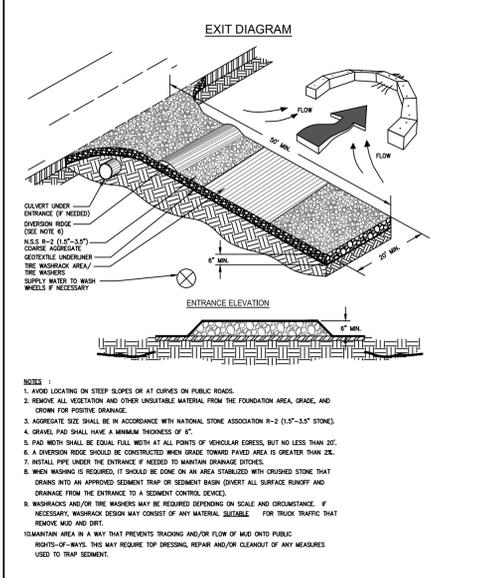 EXIT DIAGRAM
FLOW
50' MIN.
FLOW
CULVERT UNDER
ENTRANCE (IF NEEDED)
DIVERSION RIDGE
(SEE NOTE 6)
N.S.S R-2 (1.5"-3.5")
COARSE AGGREGATE
GEOTEXTILE UNDERLINER
TIRE WASHRACK AREA/
TIRE WASHERS
SUPPLY WATER TO WASH
WHEELS IF NECESSARY
6" MIN.
20' MIN.
ENTRANCE ELEVATION
6" MIN.
NOTES :
1. AVOID LOCATING ON STEEP SLOPES OR AT CURVES ON PUBLIC ROADS.
2. REMOVE ALL VEGETATION AND OTHER UNSUITABLE MATERIAL FROM THE FOUNDATION AREA, GRADE, AND
CROWN FOR POSITIVE DRAINAGE.
3. AGGREGATE SIZE SHALL BE IN ACCORDANCE WITH NATIONAL STONE ASSOCIATION R-2 (1.5"-3.5" STONE).
4. GRAVEL PAD SHALL HAVE A MINIMUM THICKNESS OF 6".
5. PAD WIDTH SHALL BE EQUAL FULL WIDTH AT ALL POINTS OF VEHICULAR EGRESS, BUT NO LESS THAN 20'.
6. A DIVERSION RIDGE SHOULD BE CONSTRUCTED WHEN GRADE TOWARD PAVED AREA IS GREATER THAN 2%.
7. INSTALL PIPE UNDER THE ENTRANCE IF NEEDED TO MAINTAIN DRAINAGE DITCHES.
8. WHEN WASHING IS REQUIRED, IT SHOULD BE DONE ON AN AREA STABILIZED WITH CRUSHED STONE THAT
DRAINS INTO AN APPROVED SEDIMENT TRAP OR SEDIMENT BASIN (DIVERT ALL SURFACE RUNOFF AND
DRAINAGE FROM THE ENTRANCE TO A SEDIMENT CONTROL DEVICE).
9. WASHRACKS AND/OR TIRE WASHERS MAY BE REQUIRED DEPENDING ON SCALE AND CIRCUMSTANCE. IF
NECESSARY, WASHRACK DESIGN MAY CONSIST OF ANY MATERIAL SUITABLE FOR TRUCK TRAFFIC THAT
REMOVE MUD AND DIRT.
10.MAINTAIN AREA IN A WAY THAT PREVENTS TRACKING AND/OR FLOW OF MUD ONTO PUBLIC
RIGHTS-OF-WAYS. THIS MAY REQUIRE TOP DRESSING, REPAIR AND/OR CLEANOUT OF ANY MEASURES
USED TO TRAP SEDIMENT.